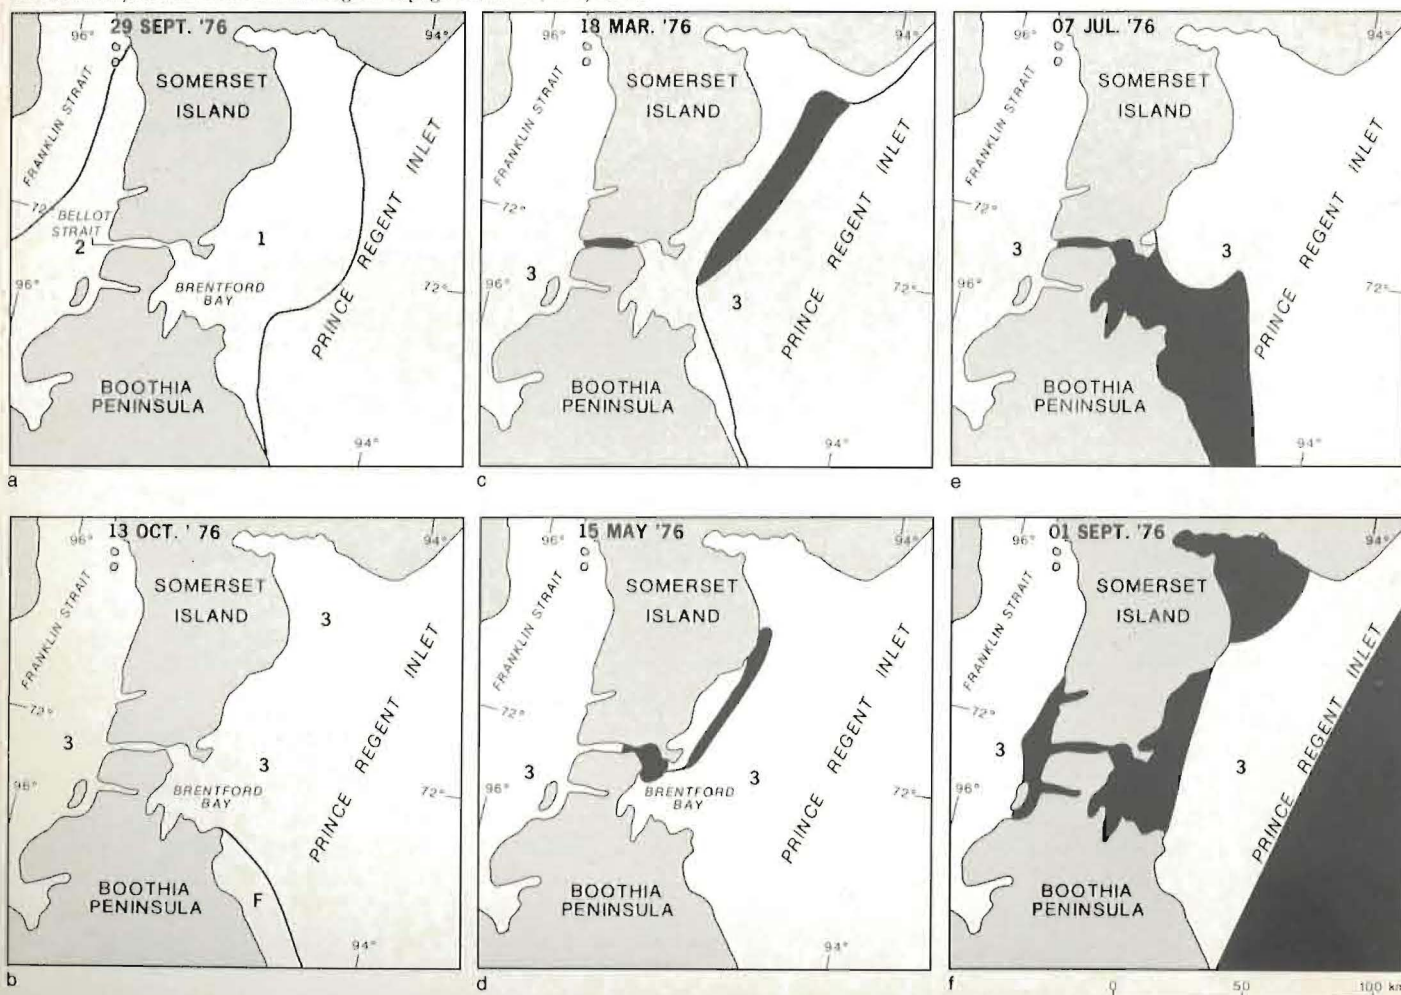 29 SEPT. '76
96°
94°
FRANKLIN STRAIT
SOMERSET
ISLAND
72°
BELLOT
STRAIT
2
1
96°
BRENTFORD
BAY
72°
PRINCE REGENT INLET
BOOTHIA
PENINSULA
94°
a
18 MAR. '76
96°
94°
FRANKLIN STRAIT
SOMERSET
ISLAND
72°
3
96°
3
72°
PRINCE REGENT INLET
BOOTHIA
PENINSULA
94°
c
07 JUL. '76
96°
94°
FRANKLIN STRAIT
SOMERSET
ISLAND
72°
3
3
96°
72°
PRINCE REGENT INLET
BOOTHIA
PENINSULA
94°
e
13 OCT. '76
96°
94°
FRANKLIN STRAIT
SOMERSET
ISLAND
3
72°
3
3
96°
BRENTFORD
BAY
72°
PRINCE REGENT INLET
BOOTHIA
PENINSULA
F
94°
b
15 MAY '76
96°
94°
FRANKLIN STRAIT
SOMERSET
ISLAND
72°
3
3
96°
BRENTFORD
BAY
72°
PRINCE REGENT INLET
BOOTHIA
PENINSULA
94°
d
01 SEPT. '76
96°
94°
FRANKLIN STRAIT
SOMERSET
ISLAND
72°
3
3
96°
PRINCE REGENT INLET
BOOTHIA
PENINSULA
f
0 50 100 km